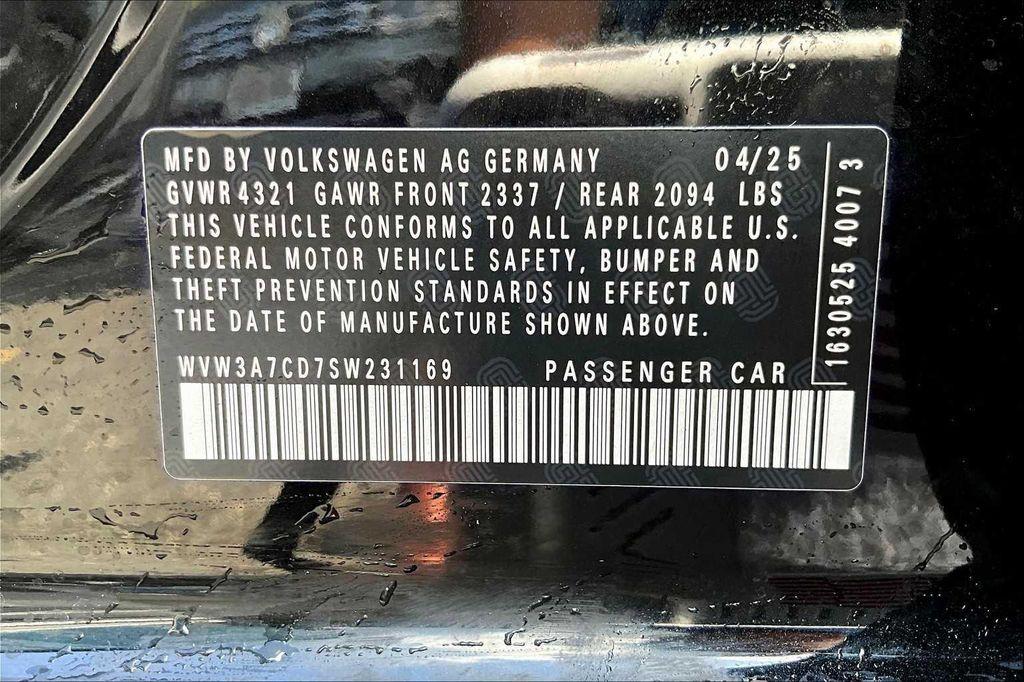 MFD BY VOLKSWAGEN AG GERMANY 04/25
GVWR 4321 GAWR FRONT 2337 / REAR 2094 LBS
THIS VEHICLE CONFORMS TO ALL APPLICABLE U.S.
FEDERAL MOTOR VEHICLE SAFETY, BUMPER AND
THEFT PREVENTION STANDARDS IN EFFECT ON
THE DATE OF MANUFACTURE SHOWN ABOVE.
WVW3A7CD7SW231169 PASSENGER CAR
1630525 4007 3